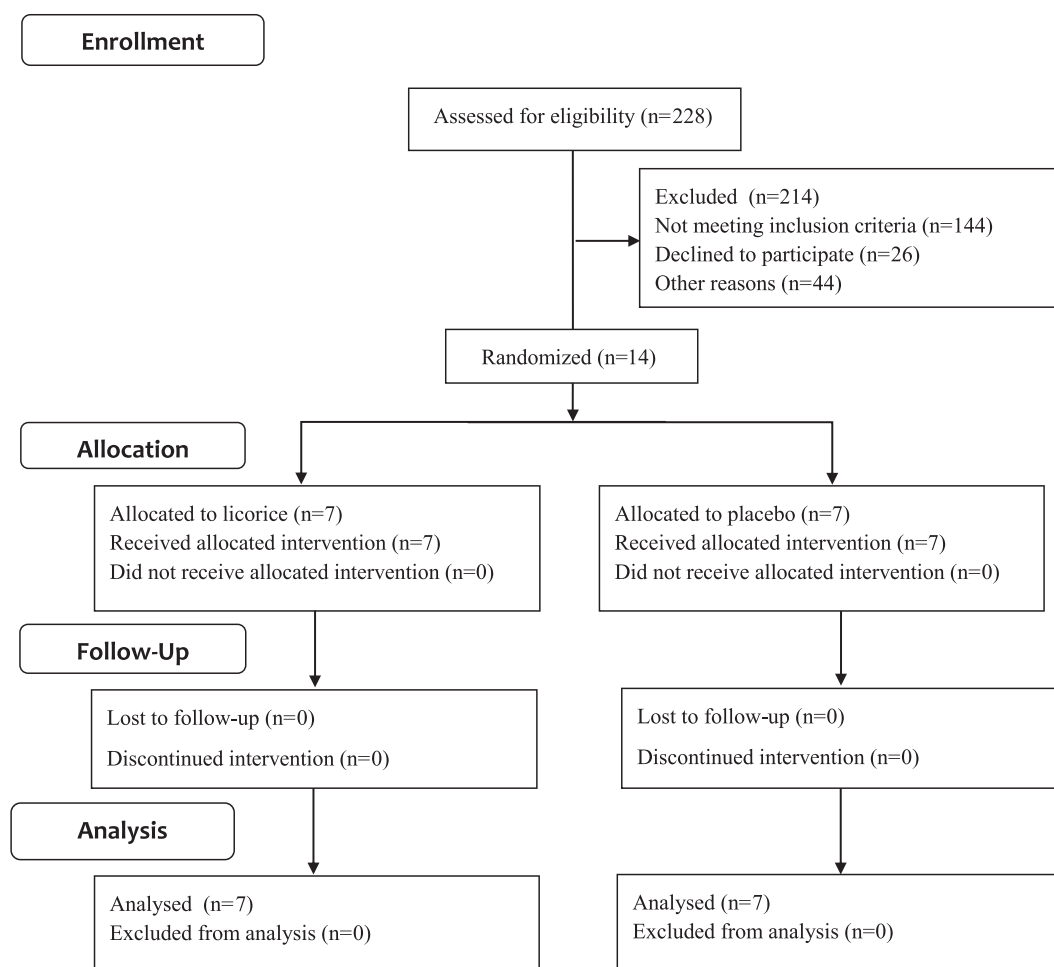 Enrollment
Assessed for eligibility (n=228)
Excluded  (n=214)
Not meeting inclusion criteria (n=144)
Declined to participate (n=26)
Other reasons (n=44)
Randomized (n=14)
Allocation
Allocated to licorice (n=7)
Received allocated intervention (n=7)
Did not receive allocated intervention (n=0)
Allocated to placebo (n=7)
Received allocated intervention (n=7)
Did not receive allocated intervention (n=0)
Follow-Up
Lost to follow-up (n=0)
Discontinued intervention (n=0)
Lost to follow-up (n=0)
Discontinued intervention (n=0)
Analysis
Analysed  (n=7)
Excluded from analysis (n=0)
Analysed  (n=7)
Excluded from analysis (n=0)